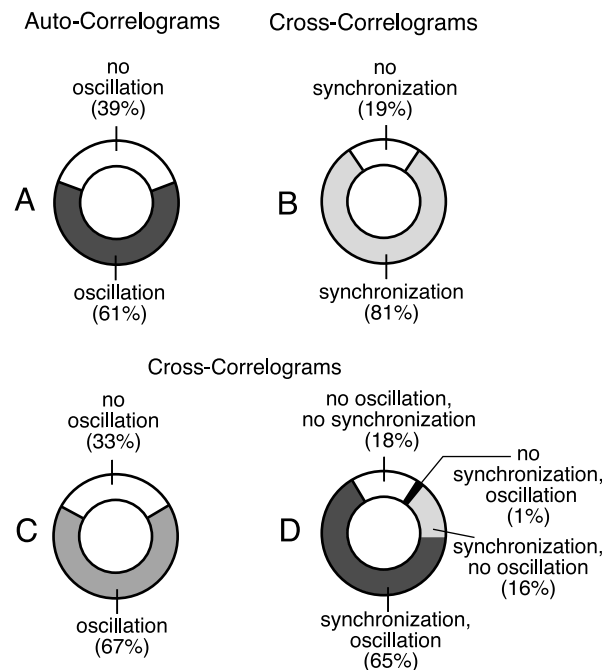 Auto-Correlograms
Cross-Correlograms
no
oscillation
(39%)
no
synchronization
(19%)
A
B
oscillation
(61%)
synchronization
(81%)
Cross-Correlograms
no
oscillation
(33%)
no oscillation,
no synchronization
(18%)
no
synchronization,
oscillation
(1%)
C
D
synchronization,
no oscillation
(16%)
oscillation
(67%)
synchronization,
oscillation
(65%)